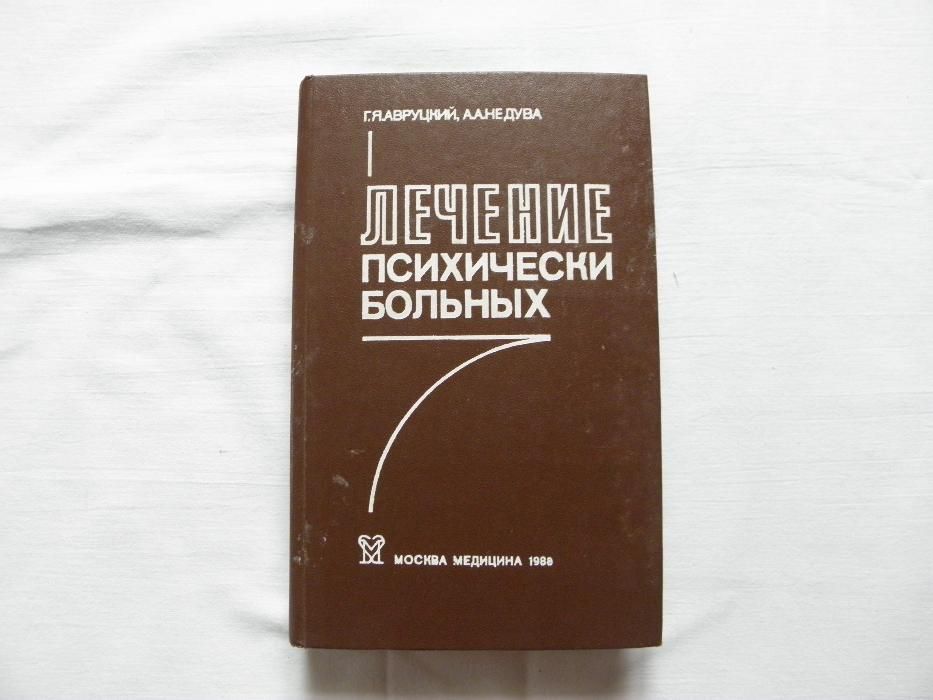 Г.Я.АВРУЦКИЙ, А.А.НЕДУВА
ЛЕЧЕНИЕ
ПСИХИЧЕСКИ
БОЛЬНЫХ
МОСКВА МЕДИЦИНА 1988